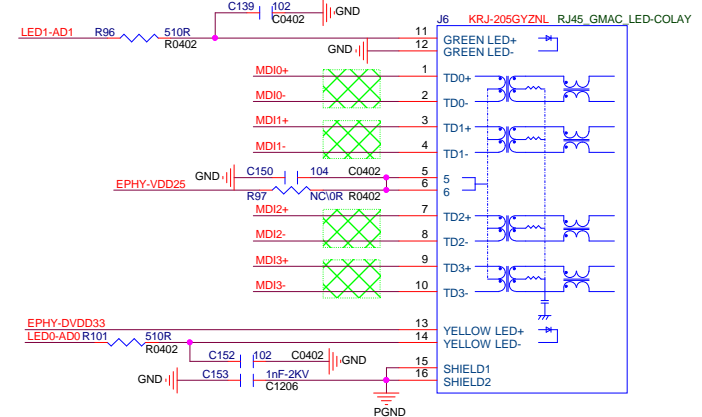 C139 102
C0402
GND
J6 KRJ-205GYZNL RJ45_GMAC_LED-COLAY
LED1-AD1 R96 510R
R0402
11 GREEN LED+
GND 12 GREEN LED-
MDI0+ 1 TD0+
MDI0- 2 TD0-
MDI1+ 3 TD1+
MDI1- 4 TD1-
GND C150 104 C0402 5 5
EPHY-VDD25 6 6
R97 NC\0R R0402
MDI2+ 7 TD2+
MDI2- 8 TD2-
MDI3+ 9 TD3+
MDI3- 10 TD3-
EPHY-DVDD33 13 YELLOW LED+
LED0-AD0 R101 510R 14 YELLOW LED-
R0402
C152 102 C0402 GND
15 SHIELD1
GND C153 1nF-2KV 16 SHIELD2
C1206
PGND